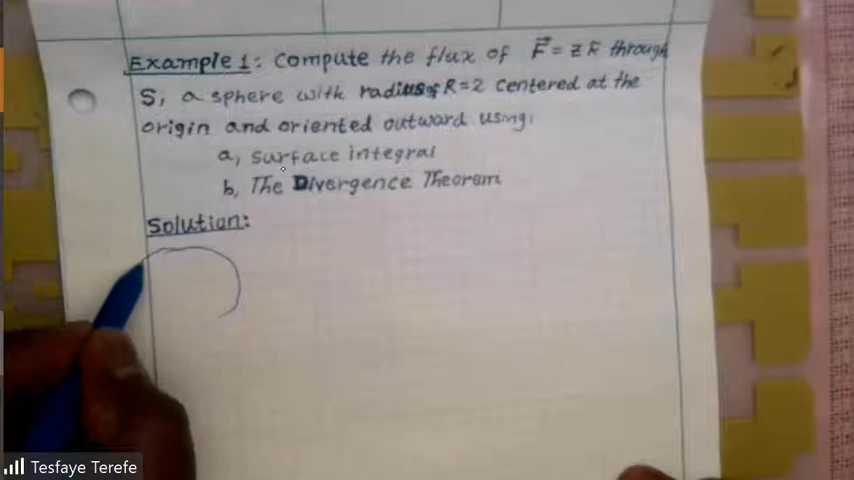 Example 1: Compute the flux of F⃗ = z k⃗ through
S, a sphere with radius of R=2 centered at the
origin and oriented outward using:
a, surface integral
b, The Divergence Theorem
Solution:
Tesfaye Terefe